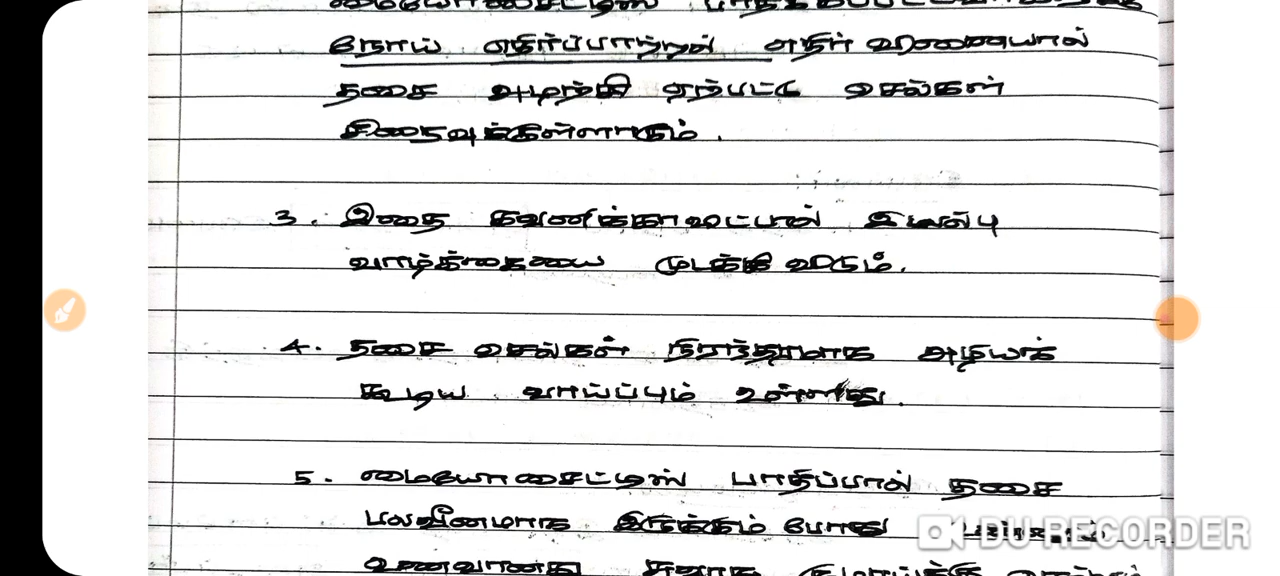 நோய் எதிர்ப்பாற்றல் எதிர் வினையால்
தசை அழற்சி ஏற்பட்டு செல்கள்
சிதைவுக்குள்ளாகும்.
3. இதை கவனிக்காவிட்டால் இயல்பு
வாழ்க்கையை முடக்கி விடும்.
4. தசை செல்கள் நிரந்தரமாக அழியக்
கூடிய வாய்ப்பும் உள்ளது.
5. மையோசைட்டிஸ் பாதிப்பால் தசை
பலவீனமாக இருக்கும் போது
DU RECORDER